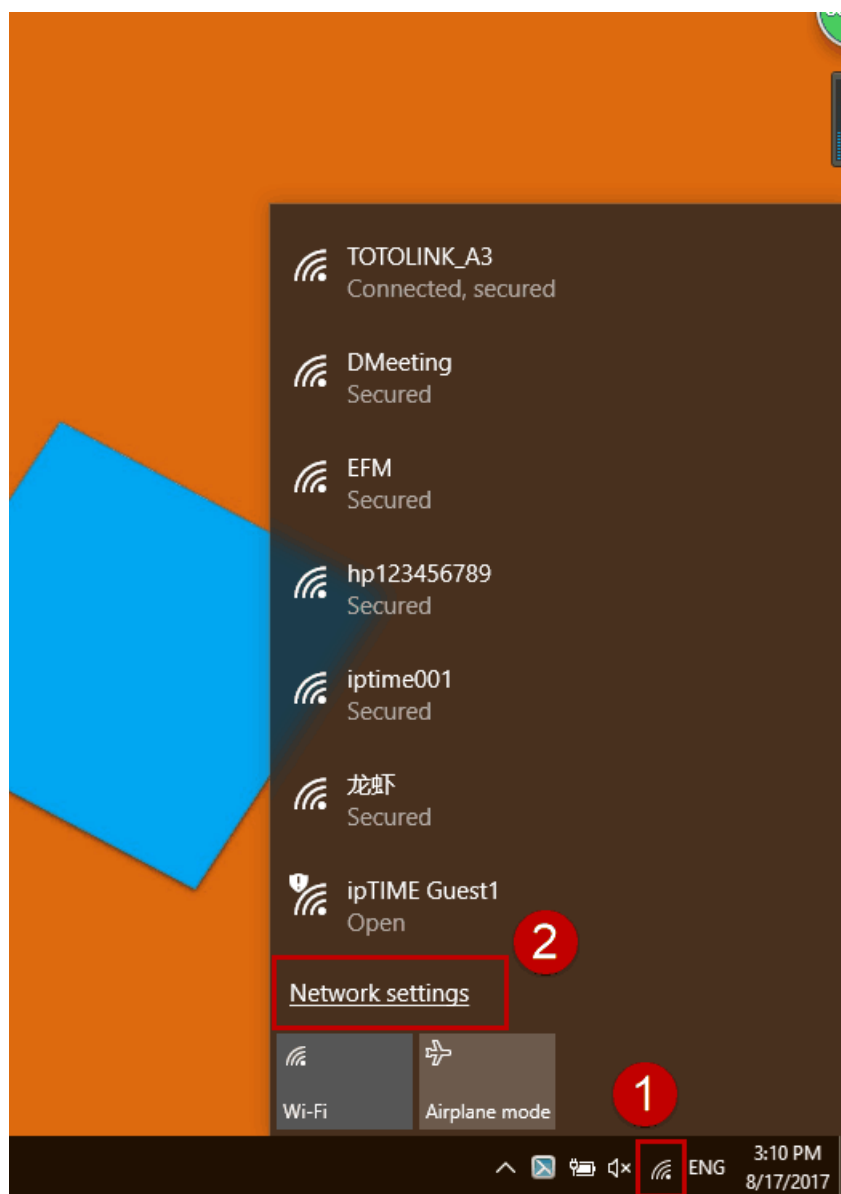 TOTOLINK_A3
Connected, secured
DMeeting
Secured
EFM
Secured
hp123456789
Secured
iptime001
Secured
龙虾
Secured
ipTIME Guest1
Open
2
Network settings
Wi-Fi
Airplane mode
1
ENG
3:10 PM
8/17/2017